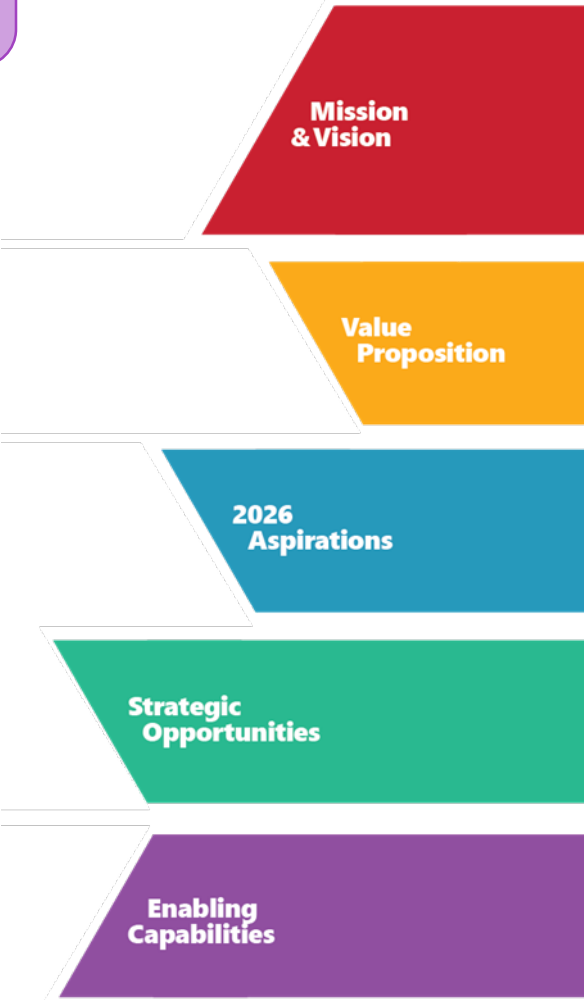 Mission
& Vision
Value
Proposition
2026
Aspirations
Strategic
Opportunities
Enabling
Capabilities